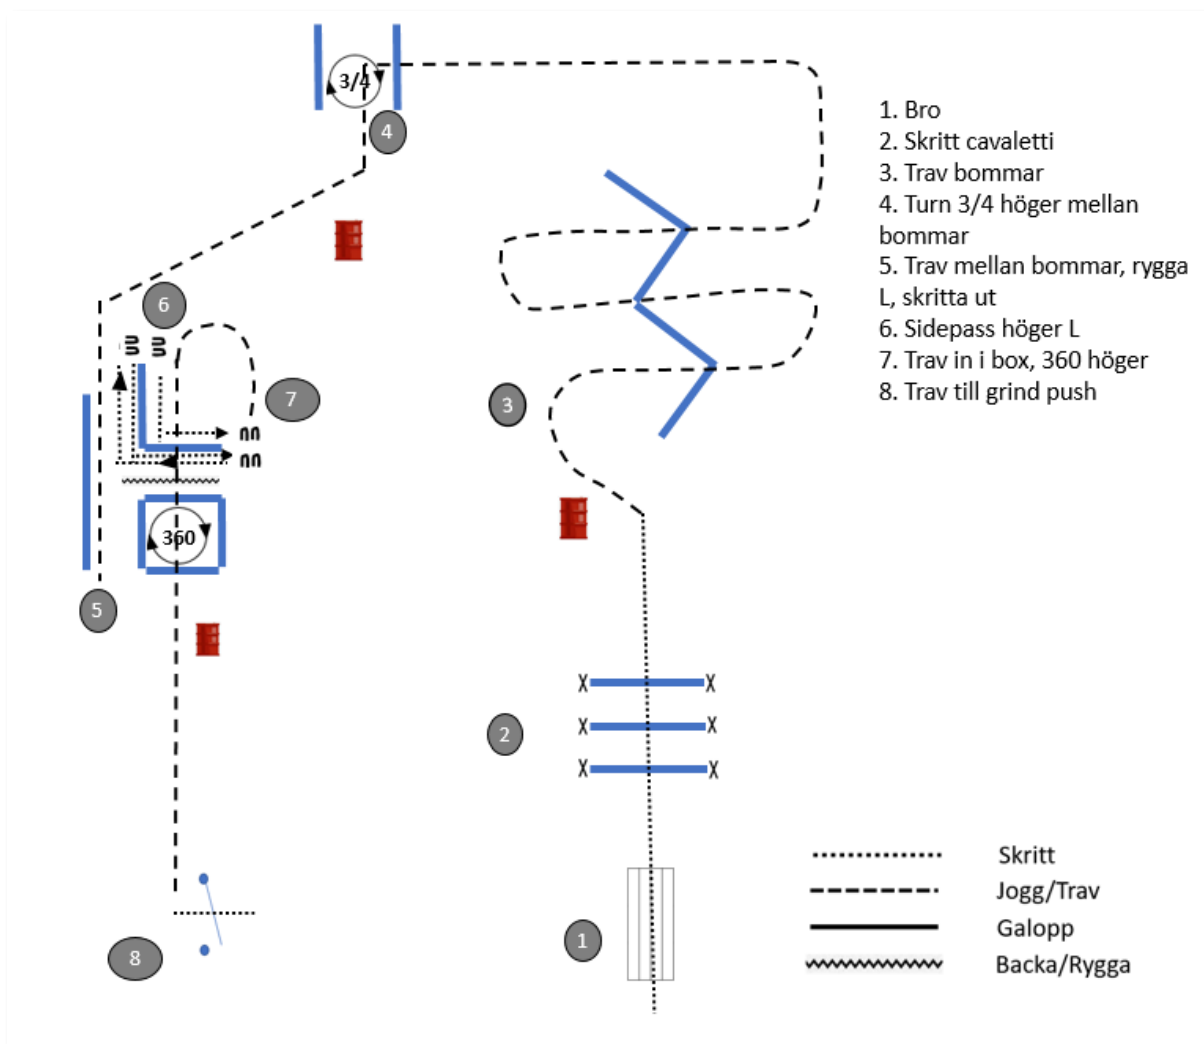 3/4
4
1. Bro
2. Skritt cavaletti
3. Trav bommar
4. Turn 3/4 höger mellan
bommar
5. Trav mellan bommar, rygga
L, skritta ut
6. Sidepass höger L
7. Trav in i box, 360 höger
8. Trav till grind push
6
7
3
360
5
X X
2
X X
X X
Skritt
Jogg/Trav
Galopp
Backa/Rygga
1
8